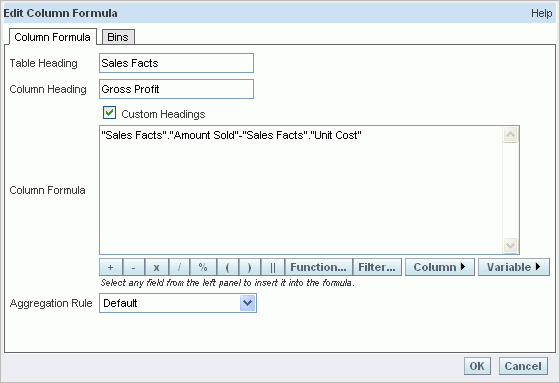 Edit Column Formula Help
Column Formula Bins
Table Heading Sales Facts
Column Heading Gross Profit
Custom Headings
"Sales Facts"."Amount Sold"-"Sales Facts"."Unit Cost"
Column Formula
+ - x / % ( ) || Function... Filter... Column Variable
Select any field from the left panel to insert it into the formula.
Aggregation Rule Default
OK Cancel